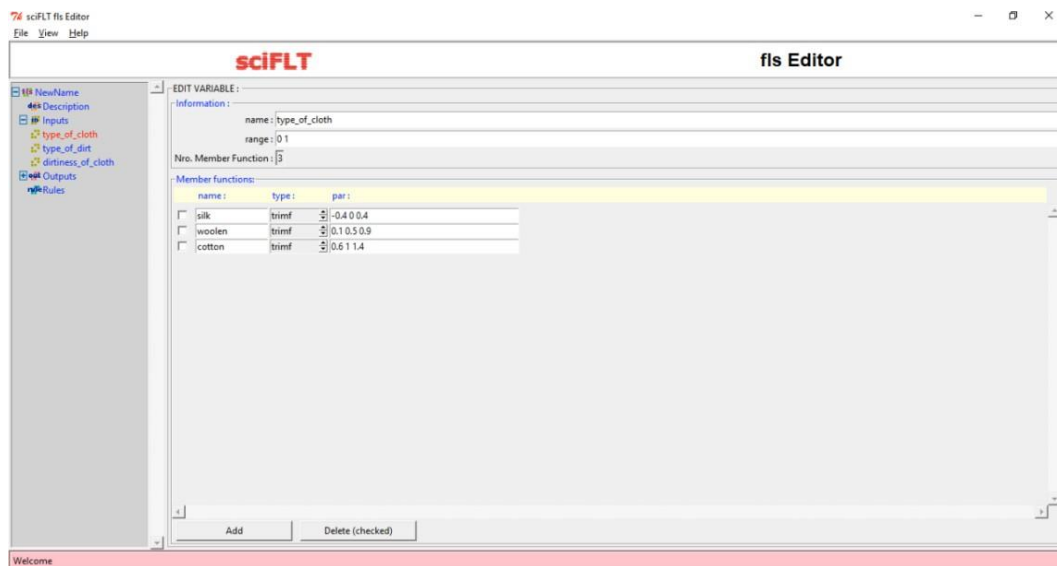 sciFLT fls Editor
File View Help
sciFLT fls Editor
NewName
Description
Inputs
type_of_cloth
type_of_dirt
dirtiness_of_cloth
Outputs
Rules
EDIT VARIABLE :
Information :
name : type_of_cloth
range : 0 1
Nro. Member Function : 3
Member functions:
name : type : par :
silk trimf -0.4 0 0.4
woolen trimf 0.1 0.5 0.9
cotton trimf 0.6 1 1.4
Add Delete (checked)
Welcome